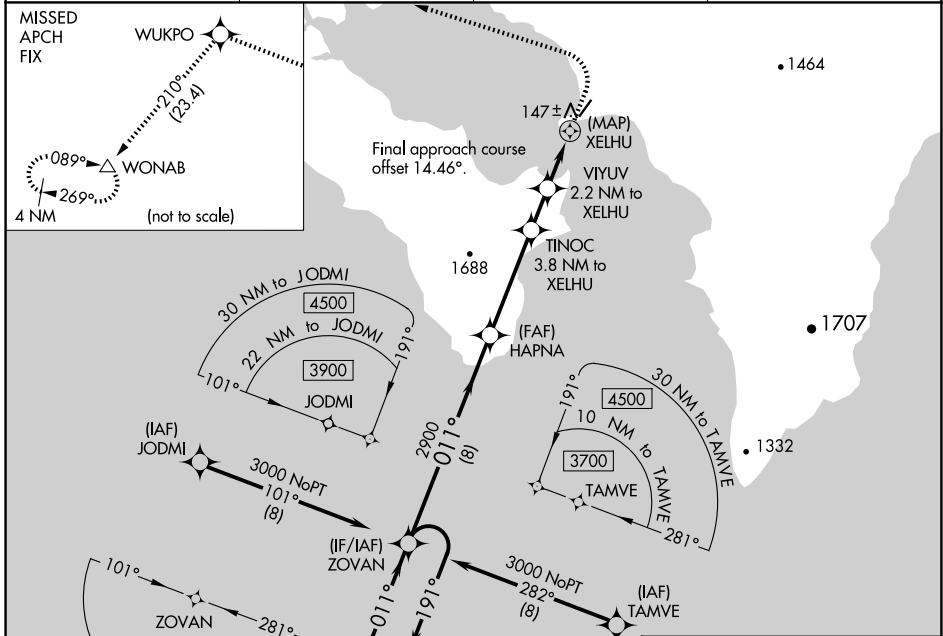 MISSED
APCH
FIX
WUKPO
210°
(23.4)
089°
WONAB
269°
4 NM
(not to scale)
1464
147±
(MAP)
XELHU
Final approach course
offset 14.46°.
VIYUV
2.2 NM to
XELHU
TINOC
3.8 NM to
XELHU
1688
1707
(FAF)
HAPNA
30 NM to JODMI
4500
22 NM to JODMI
3900
101°
191°
JODMI
30 NM to TAMVE
4500
10 NM to TAMVE
3700
191°
TAMVE
281°
1332
2900
011°
(8)
(IAF)
JODMI
3000 NoPT
101°
(8)
(IF/IAF)
ZOVAN
3000 NoPT
282°
(8)
(IAF)
TAMVE
011°
191°
101°
ZOVAN
281°